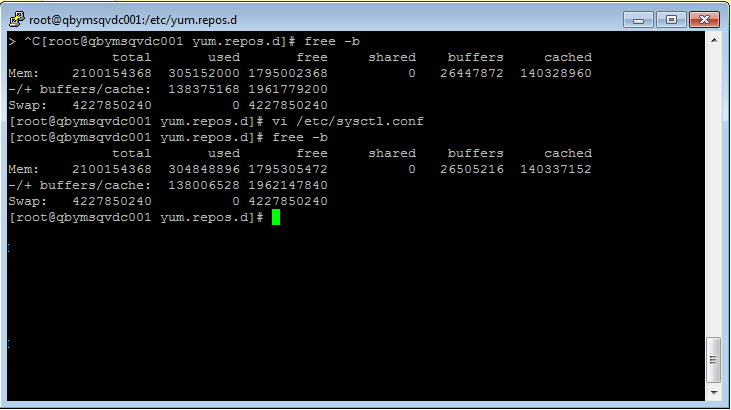 root@qbymsqvdc001:/etc/yum.repos.d
> ^C[root@qbymsqvdc001 yum.repos.d]# free -b
             total       used       free     shared    buffers     cached
Mem:    2100154368  305152000 1795002368          0   26447872  140328960
-/+ buffers/cache:  138375168 1961779200
Swap:   4227850240          0 4227850240
[root@qbymsqvdc001 yum.repos.d]# vi /etc/sysctl.conf
[root@qbymsqvdc001 yum.repos.d]# free -b
             total       used       free     shared    buffers     cached
Mem:    2100154368  304848896 1795305472          0   26505216  140337152
-/+ buffers/cache:  138006528 1962147840
Swap:   4227850240          0 4227850240
[root@qbymsqvdc001 yum.repos.d]#